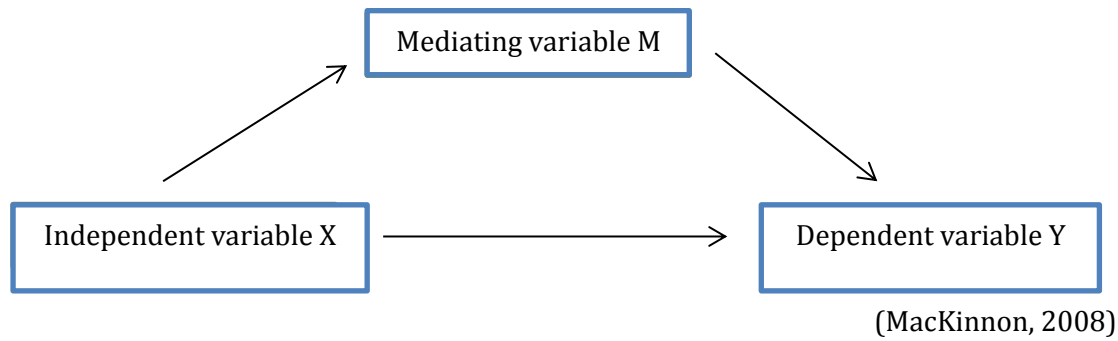 Mediating variable M
Independent variable X
Dependent variable Y
(MacKinnon, 2008)